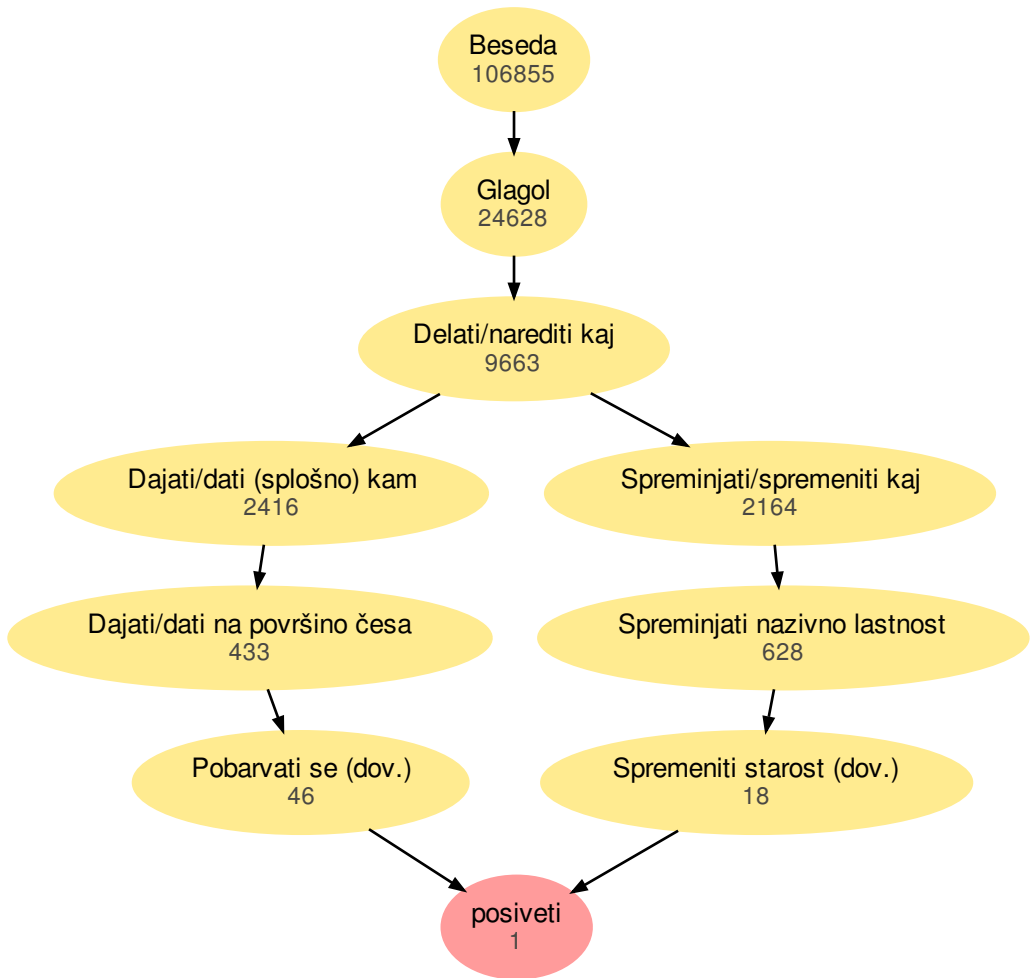 Beseda
106855
Glagol
24628
Delati/narediti kaj
9663
Dajati/dati (splošno) kam
2416
Spreminjati/spremeniti kaj
2164
Dajati/dati na površino česa
433
Spreminjati nazivno lastnost
628
Pobarvati se (dov.)
46
Spremeniti starost (dov.)
18
posiveti
1